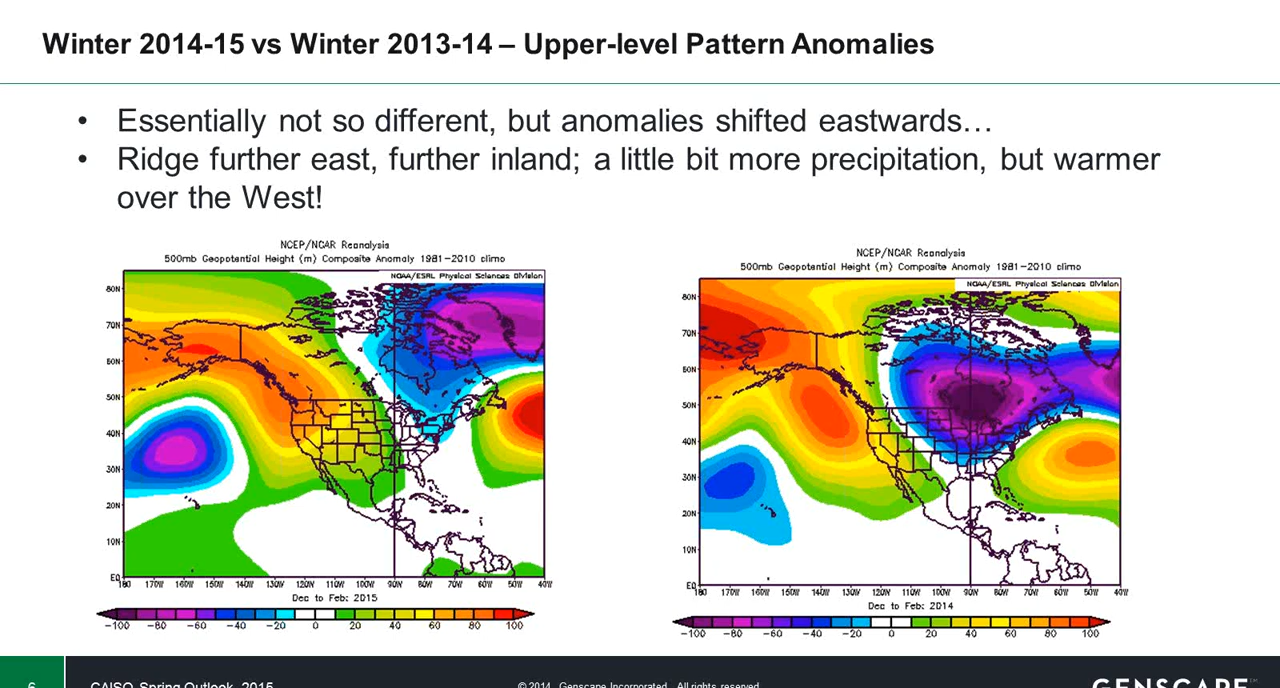 Winter 2014-15 vs Winter 2013-14 – Upper-level Pattern Anomalies
• Essentially not so different, but anomalies shifted eastwards…
• Ridge further east, further inland; a little bit more precipitation, but warmer
over the West!
NCEP/NCAR Reanalysis
500mb Geopotential Height (m) Composite Anomaly 1981-2010 climo
NOAA/ESRL Physical Sciences Division
80N
70N
60N
50N
40N
30N
20N
10N
EQ
180 170W 160W 150W 140W 130W 120W 110W 100W 90W 80W 70W 60W 50W 40W
Dec to Feb: 2015
-100 -80 -60 -40 -20 0 20 40 60 80 100
NCEP/NCAR Reanalysis
500mb Geopotential Height (m) Composite Anomaly 1981-2010 climo
NOAA/ESRL Physical Sciences Division
80N
70N
60N
50N
40N
30N
20N
10N
EQ
180 170W 160W 150W 140W 130W 120W 110W 100W 90W 80W 70W 60W 50W 40W
Dec to Feb: 2014
-100 -80 -60 -40 -20 0 20 40 60 80 100
6
CAISO Spring Outlook, 2015
© 2014. Genscape Incorporated. All rights reserved
GENSCAPE™